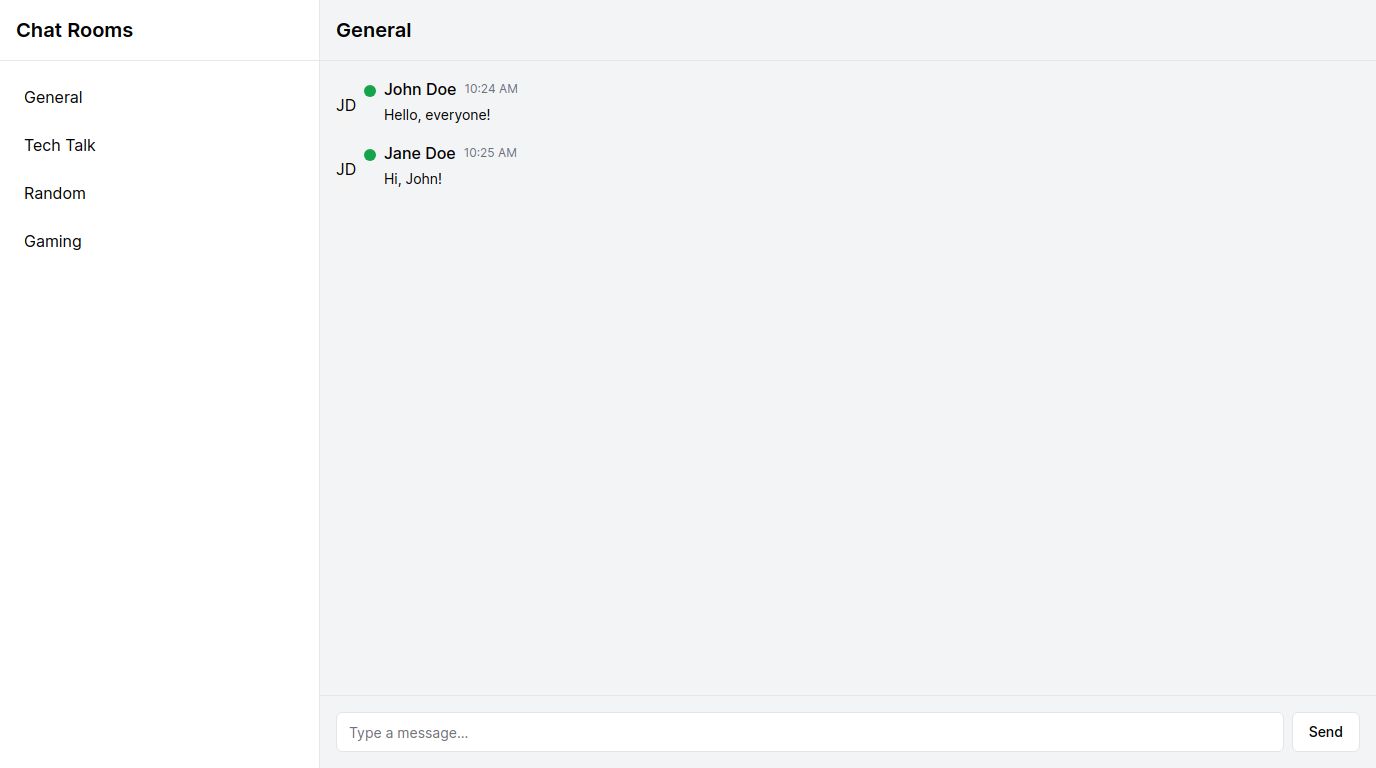 Chat Rooms
General
Tech Talk
Random
Gaming
General
JD
John Doe 10:24 AM
Hello, everyone!
JD
Jane Doe 10:25 AM
Hi, John!
Type a message...
Send